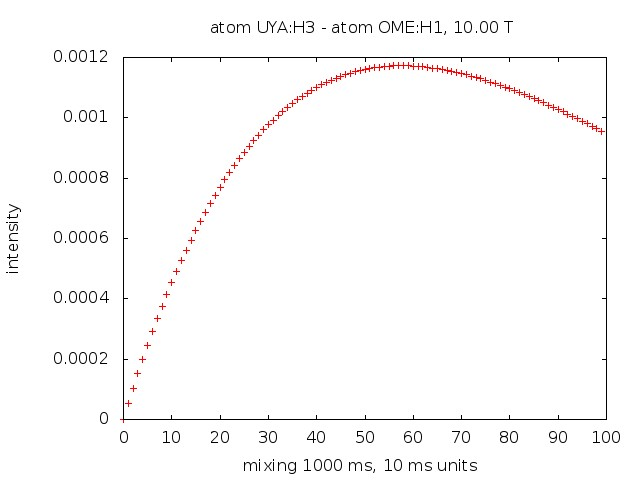 atom UYA:H3 - atom OME:H1, 10.00 T
0.0012
0.001
0.0008
0.0006
0.0004
0.0002
0
intensity
0 10 20 30 40 50 60 70 80 90 100
mixing 1000 ms, 10 ms units